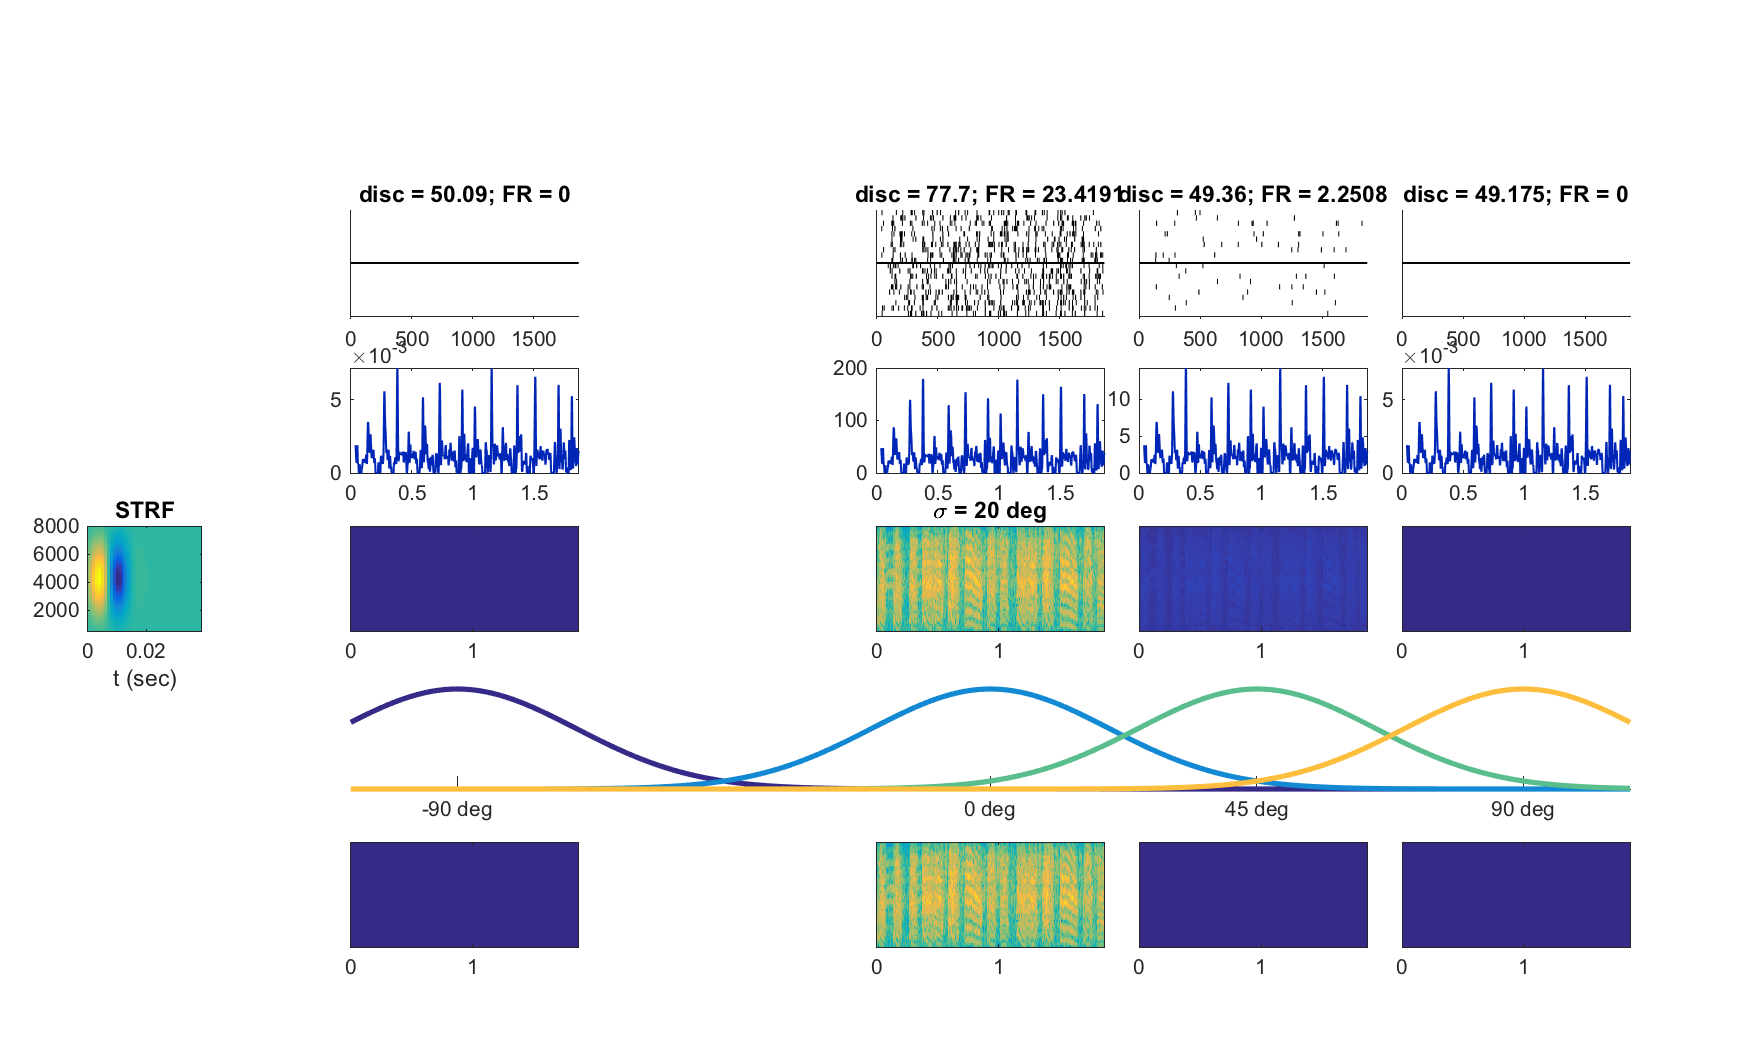 disc = 50.09; FR = 0
disc = 77.7; FR = 23.4191
disc = 49.36; FR = 2.2508
disc = 49.175; FR = 0
0 500 1000 1500
0 500 1000 1500
0 500 1000 1500
0 500 1000 1500
×10-3
5
0
0 0.5 1 1.5
200
100
0
0 0.5 1 1.5
10
5
0
0 0.5 1 1.5
×10-3
5
0
0 0.5 1 1.5
STRF
8000
6000
4000
2000
0 0.02
t (sec)
σ = 20 deg
0 1
0 1
0 1
0 1
-90 deg
0 deg
45 deg
90 deg
0 1
0 1
0 1
0 1